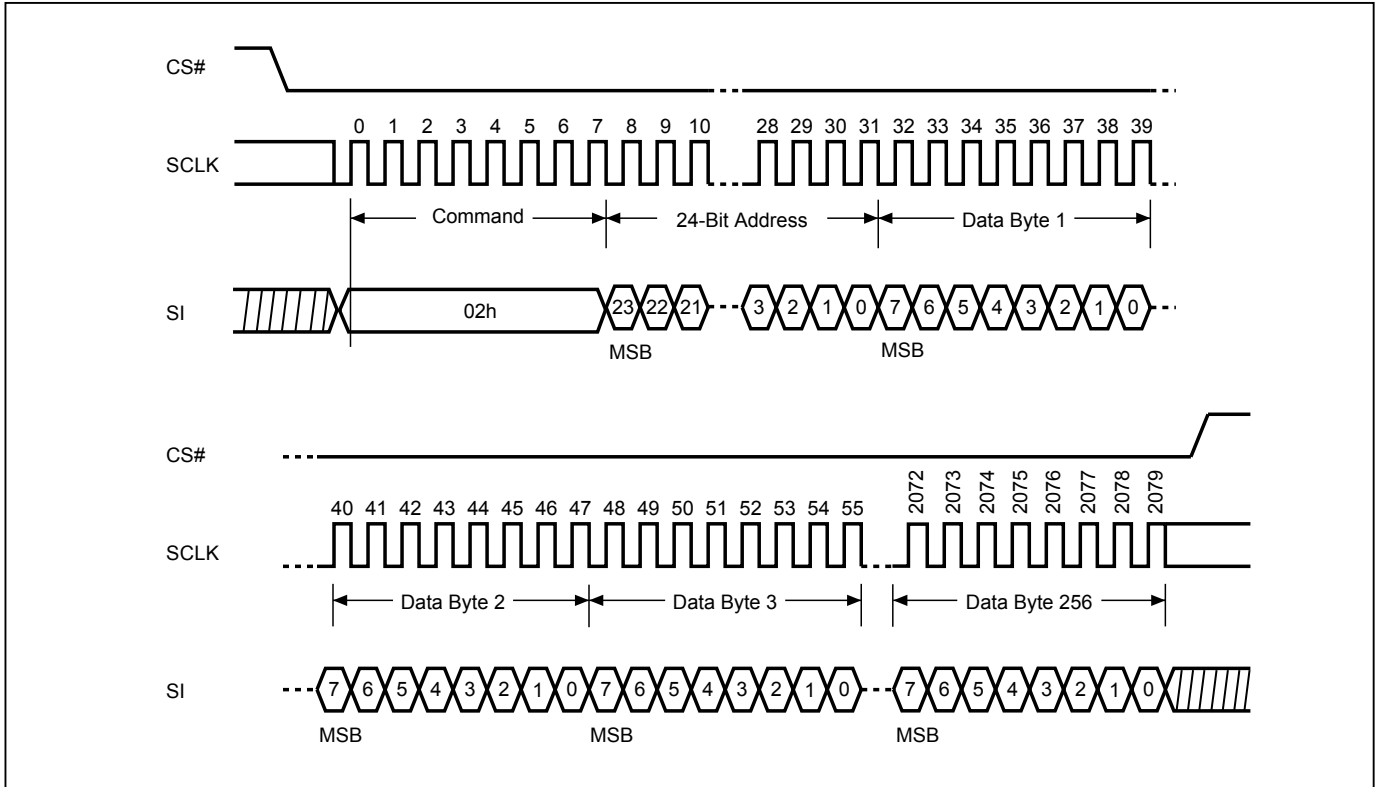 CS#
0 1 2 3 4 5 6 7 8 9 10 28 29 30 31 32 33 34 35 36 37 38 39
SCLK
Command 24-Bit Address Data Byte 1
SI 02h 23 22 21 3 2 1 0 7 6 5 4 3 2 1 0
MSB MSB
CS#
2072 2073 2074 2075 2076 2077 2078 2079
40 41 42 43 44 45 46 47 48 49 50 51 52 53 54 55
SCLK
Data Byte 2 Data Byte 3 Data Byte 256
SI 7 6 5 4 3 2 1 0 7 6 5 4 3 2 1 0 7 6 5 4 3 2 1 0
MSB MSB MSB